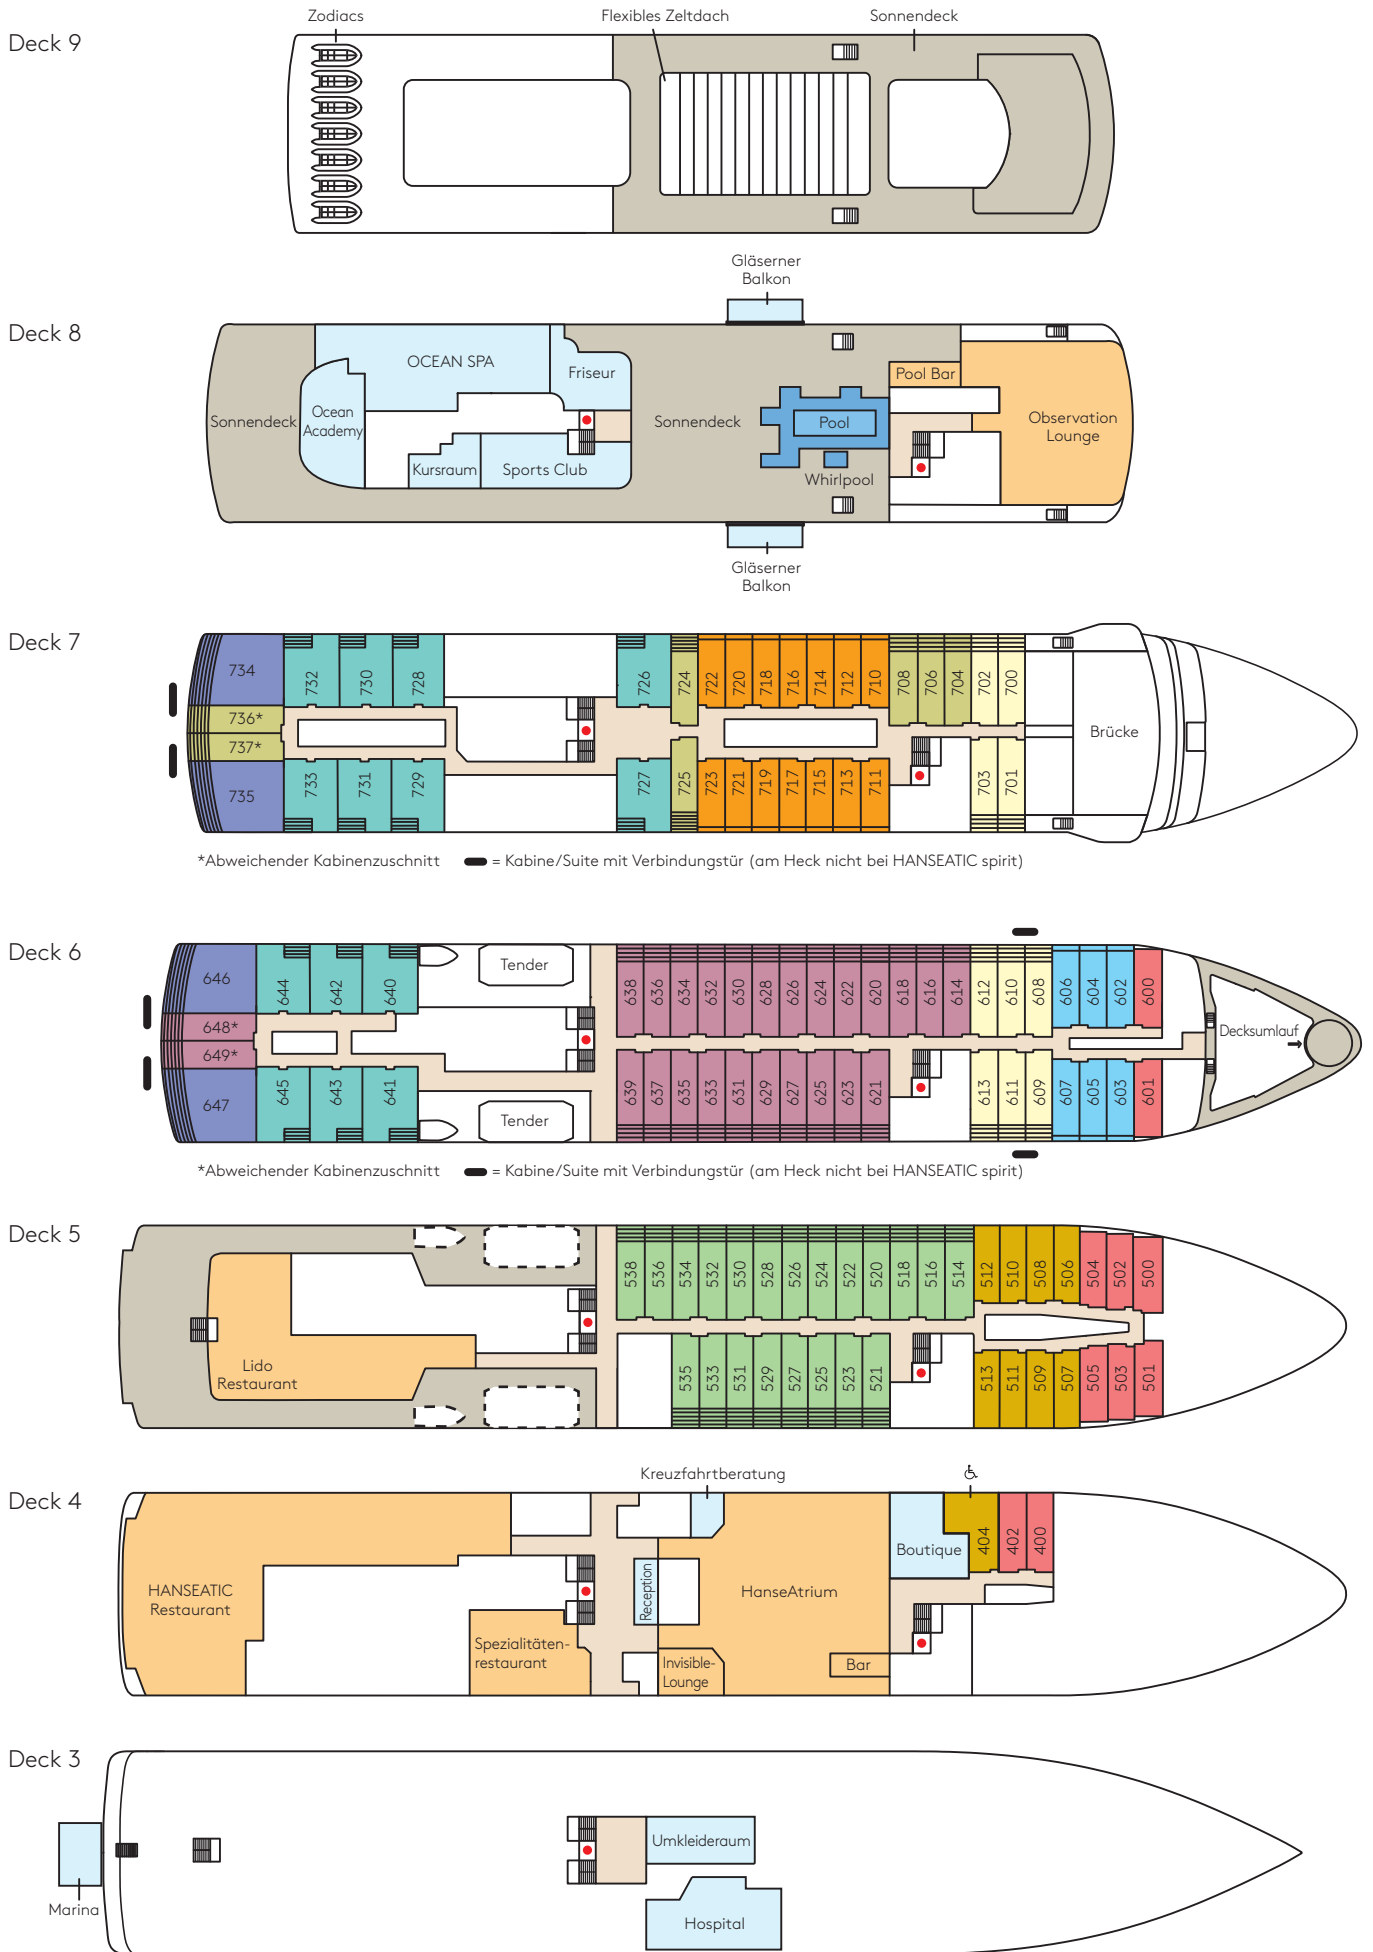 Zodiacs
Flexibles Zeltdach
Sonnendeck
Deck 9
Gläserner
Balkon
Deck 8
OCEAN SPA
Friseur
Pool Bar
Sonnendeck
Ocean
Academy
Sonnendeck
Pool
Observation
Lounge
Kursraum
Sports Club
Whirlpool
Gläserner
Balkon
Deck 7
734
732
730
728
726
724
722
720
718
716
714
712
710
708
706
704
702
700
736*
737*
Brücke
735
733
731
729
727
725
723
721
719
717
715
713
711
703
701
*Abweichender Kabinenzuschnitt
= Kabine/Suite mit Verbindungstür (am Heck nicht bei HANSEATIC spirit)
Deck 6
646
644
642
640
Tender
638
636
634
632
630
628
626
624
622
620
618
616
614
612
610
608
606
604
602
600
648*
649*
Decksumlauf
647
645
643
641
Tender
639
637
635
633
631
629
627
625
623
621
613
611
609
607
605
603
601
*Abweichender Kabinenzuschnitt
= Kabine/Suite mit Verbindungstür (am Heck nicht bei HANSEATIC spirit)
Deck 5
538
536
534
532
530
528
526
524
522
520
518
516
514
512
510
508
506
504
502
500
Lido
Restaurant
535
533
531
529
527
525
523
521
513
511
509
507
505
503
501
Kreuzfahrtberatung
Deck 4
HANSEATIC
Restaurant
Reception
HanseAtrium
Boutique
404
402
400
Spezialitäten-
restaurant
Invisible-
Lounge
Bar
Deck 3
Umkleideraum
Marina
Hospital